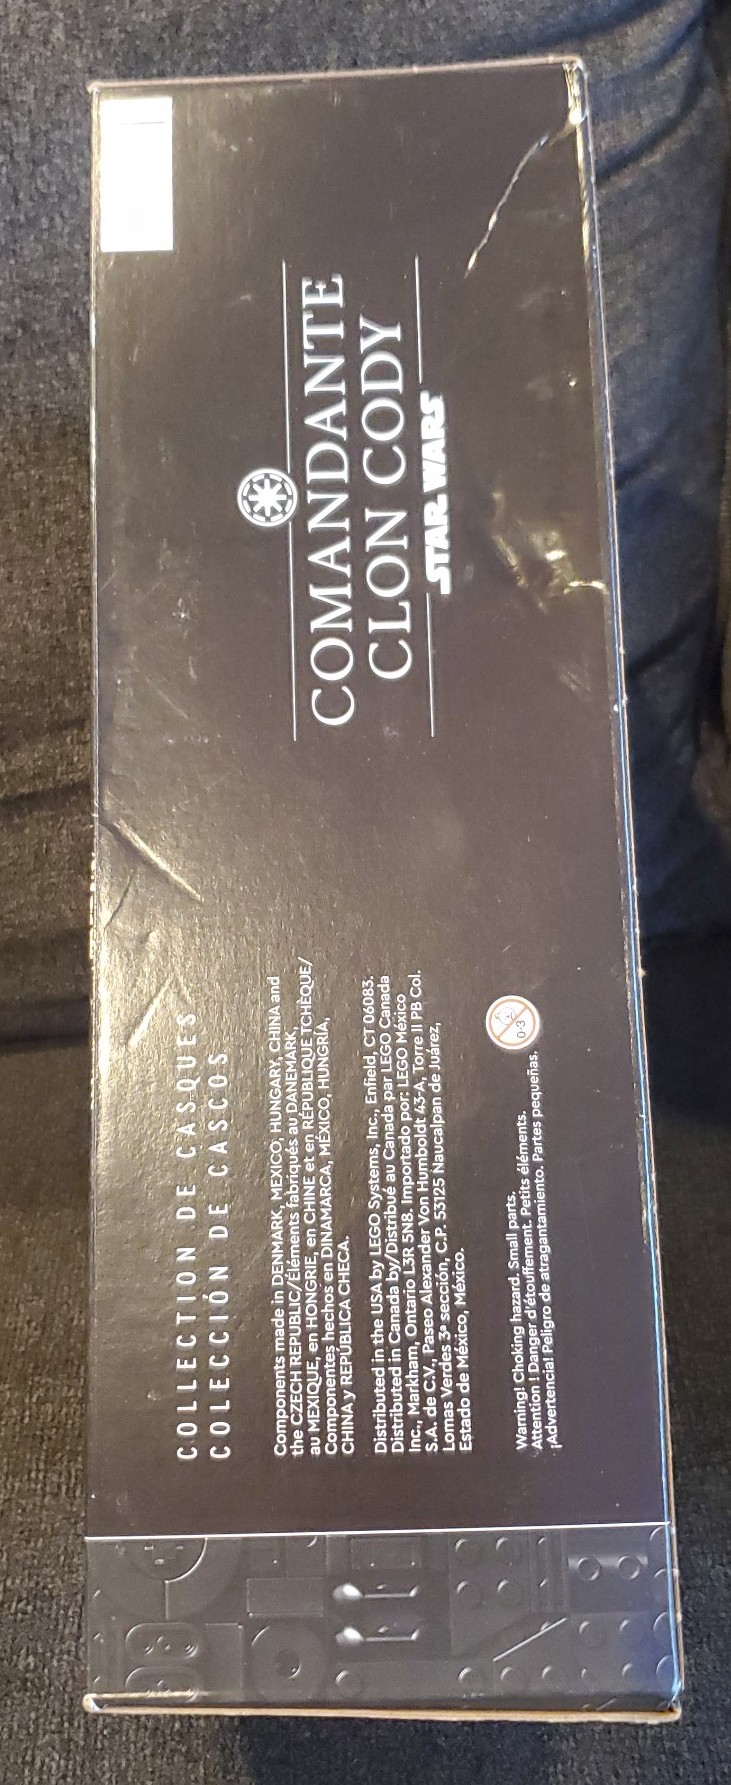 COLLECTION DE CASQUES
COLECCIÓN DE CASCOS
Components made in DENMARK, MEXICO, HUNGARY, CHINA and
the CZECH REPUBLIC/Éléments fabriqués au DANEMARK,
au MEXIQUE, en HONGRIE, en CHINE et en RÉPUBLIQUE TCHÈQUE/
Componentes hechos en DINAMARCA, MÉXICO, HUNGRÍA,
CHINA y REPÚBLICA CHECA.
Distributed in the USA by LEGO Systems, Inc., Enfield, CT 06083.
Distributed in Canada by/Distribué au Canada par LEGO Canada
Inc., Markham, Ontario L3R 5N8. Importado por: LEGO México
S.A. de C.V., Paseo Alexander Von Humboldt 43-A, Torre II PB Col.
Lomas Verdes 3ª sección, C.P. 53125 Naucalpan de Juárez,
Estado de México, México.
Warning! Choking hazard. Small parts.
Attention ! Danger d'étouffement. Petits éléments.
¡Advertencia! Peligro de atragantamiento. Partes pequeñas.
0-3
COMANDANTE
CLON CODY
STAR WARS